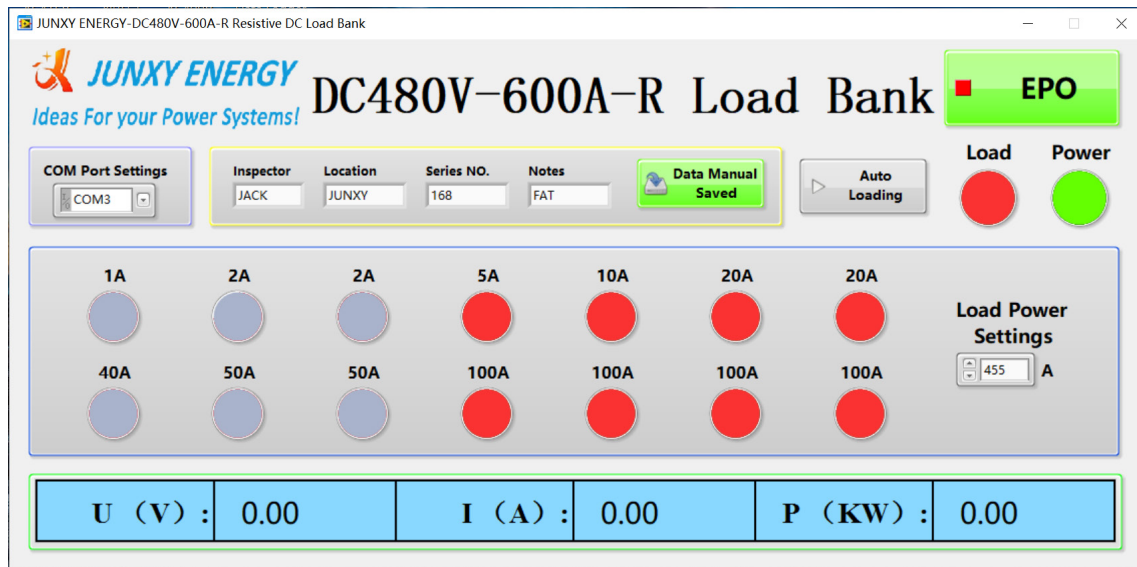 JUNXY ENERGY-DC480V-600A-R Resistive DC Load Bank
JUNXY ENERGY
Ideas For your Power Systems!
DC480V-600A-R Load Bank
EPO
COM Port Settings
COM3
Inspector Location Series NO. Notes
JACK JUNXY 168 FAT
Data Manual
Saved
Auto
Loading
Load Power
1A 2A 2A 5A 10A 20A 20A
40A 50A 50A 100A 100A 100A 100A
Load Power
Settings
455 A
U （V）: 0.00 I （A）: 0.00 P （KW）: 0.00